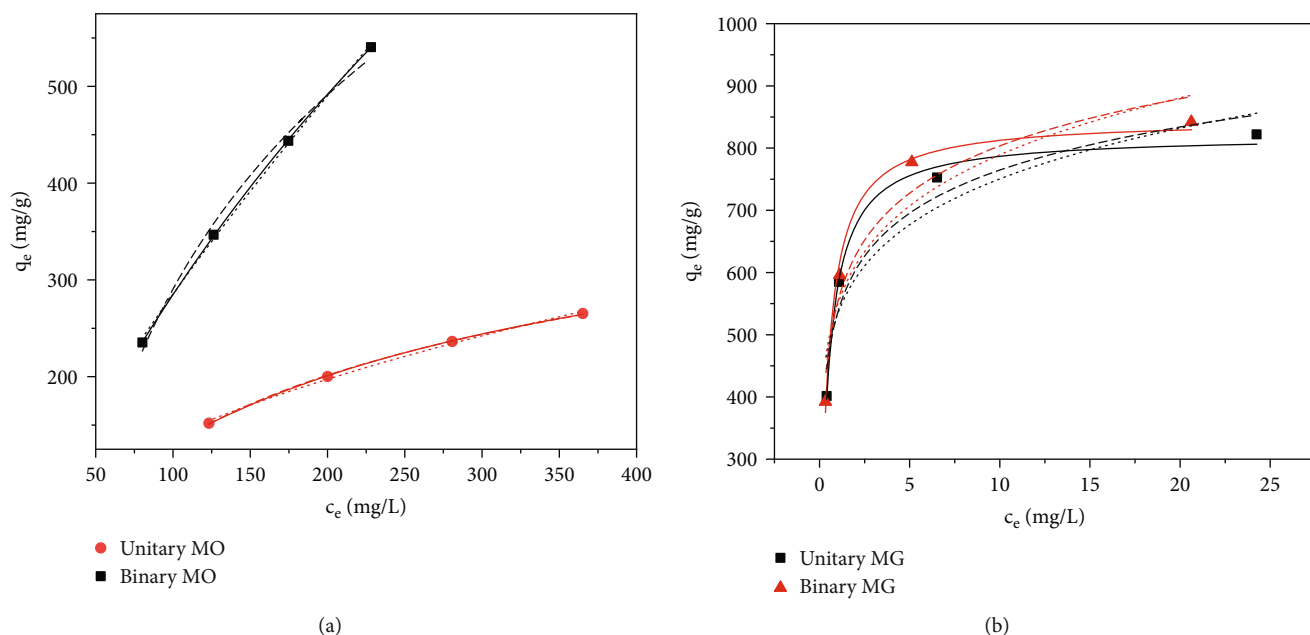 500
400
300
200
q_e (mg/g)
50 100 150 200 250 300 350 400
c_e (mg/L)
Unitary MO
Binary MO
(a)
1000
900
800
700
600
500
400
300
q_e (mg/g)
0 5 10 15 20 25
c_e (mg/L)
Unitary MG
Binary MG
(b)